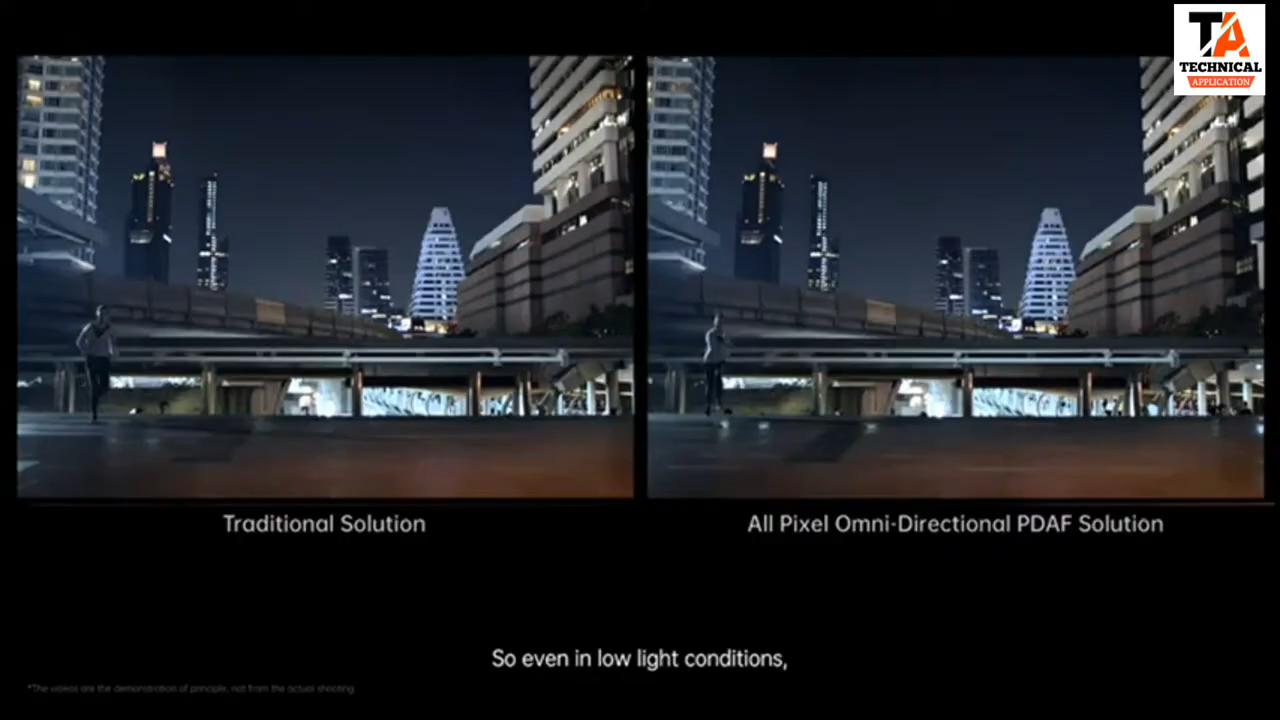 TA
TECHNICAL
APPLICATION
Traditional Solution
All Pixel Omni-Directional PDAF Solution
So even in low light conditions,
*The videos are the demonstration of principle, not from the actual shooting.